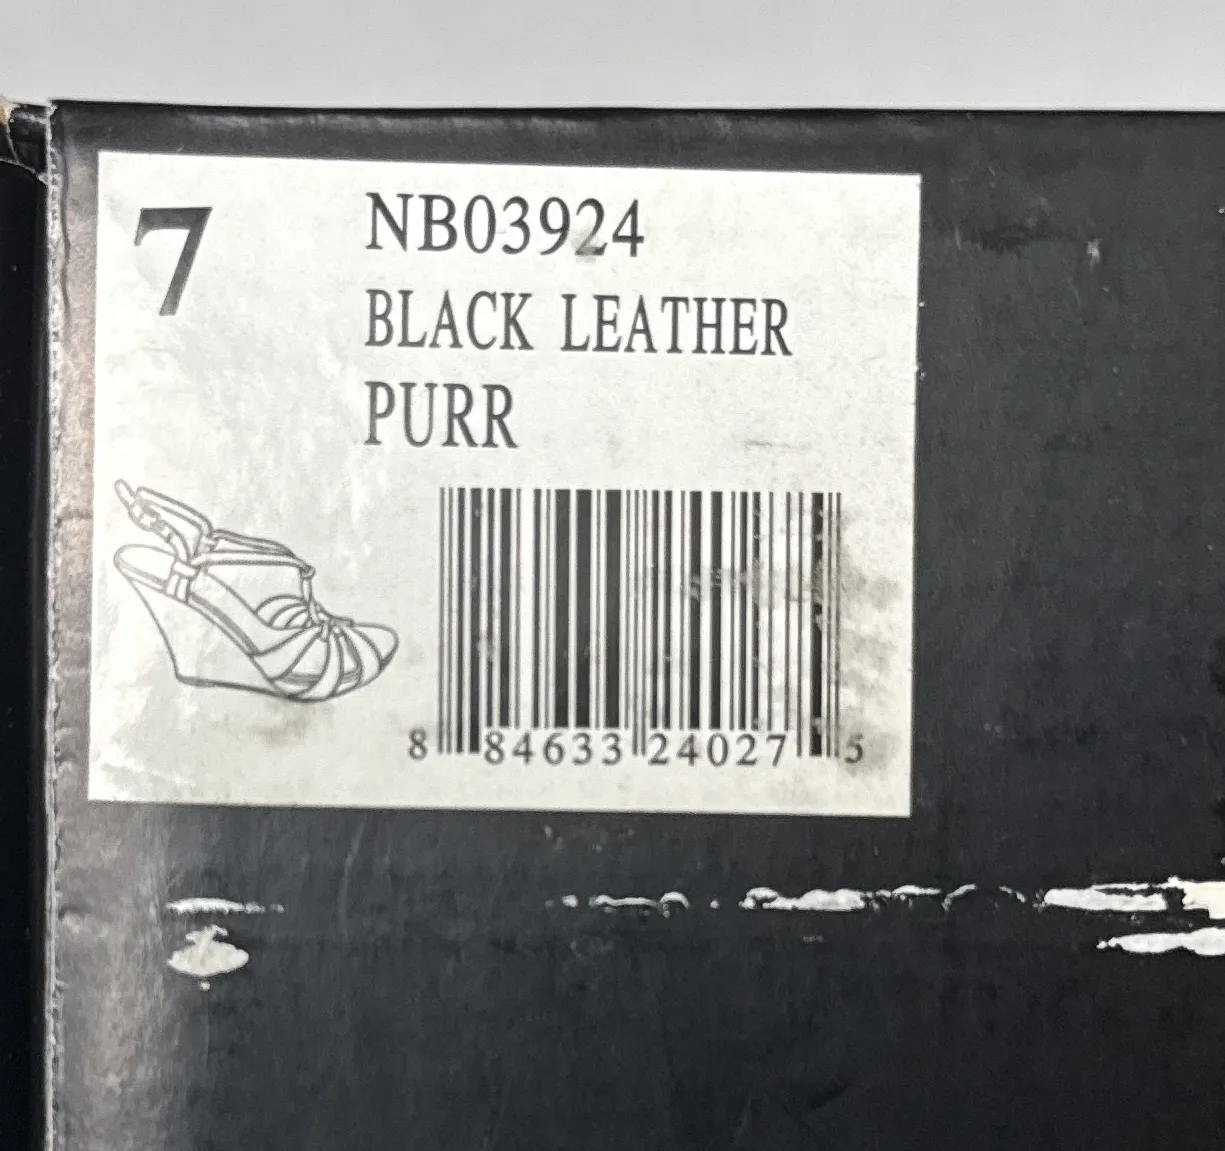 7
NB03924
BLACK LEATHER
PURR
8 84633 24027 5